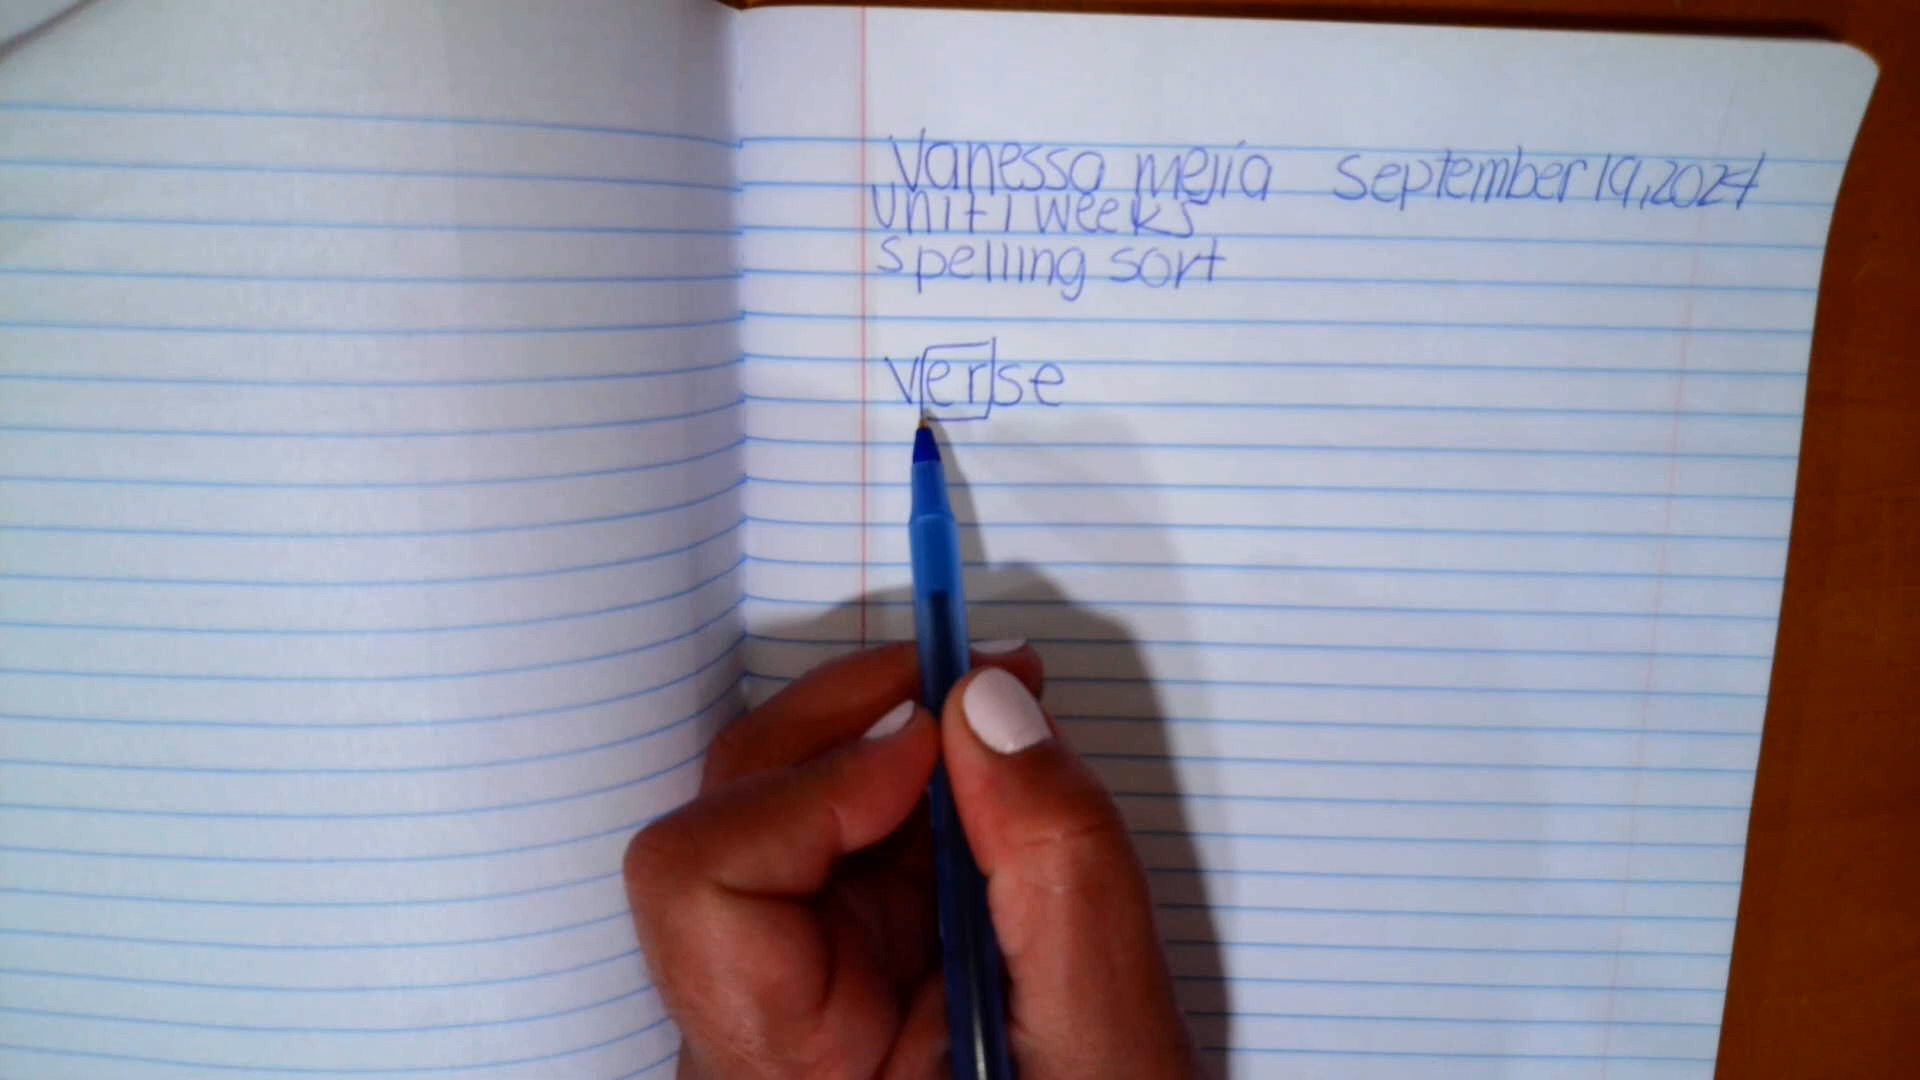 Vanessa Mejia September 19, 2024
Unit 1 Week 5
Spelling sort
verse